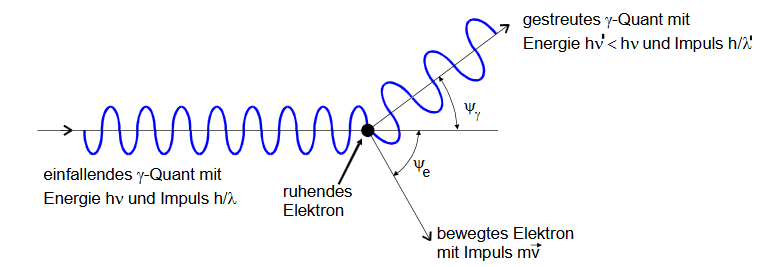 gestreutes γ-Quant mit
Energie hν' < hν und Impuls h/λ'
ψγ
einfallendes γ-Quant mit
Energie hν und Impuls h/λ
ruhendes
Elektron
ψe
bewegtes Elektron
mit Impuls mv⃗